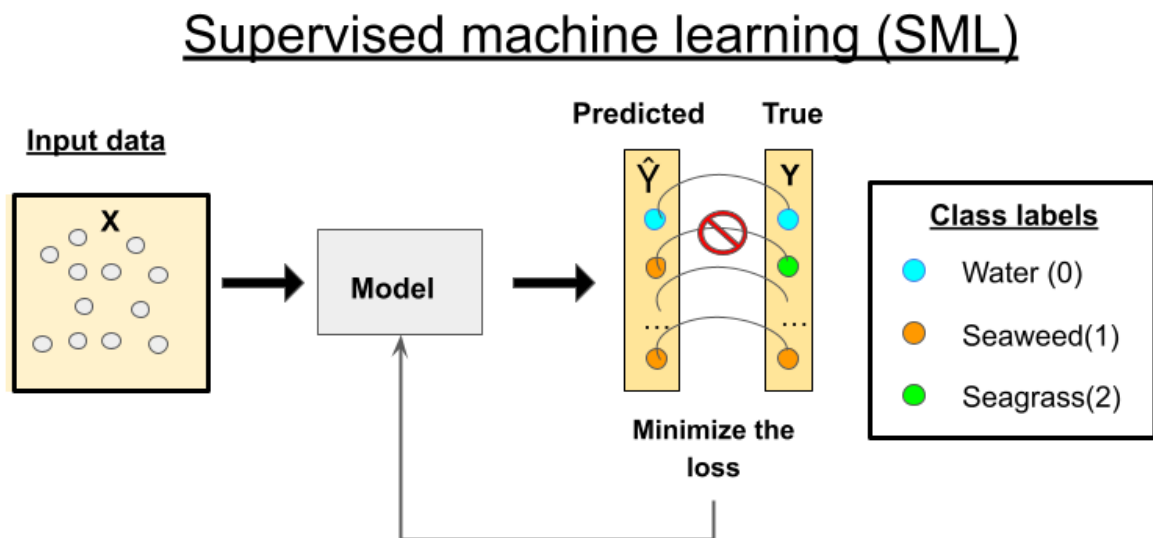 Supervised machine learning (SML)
Predicted
True
Input data
X
Model
Ŷ
Y
...
...
Minimize the
loss
Class labels
Water (0)
Seaweed(1)
Seagrass(2)